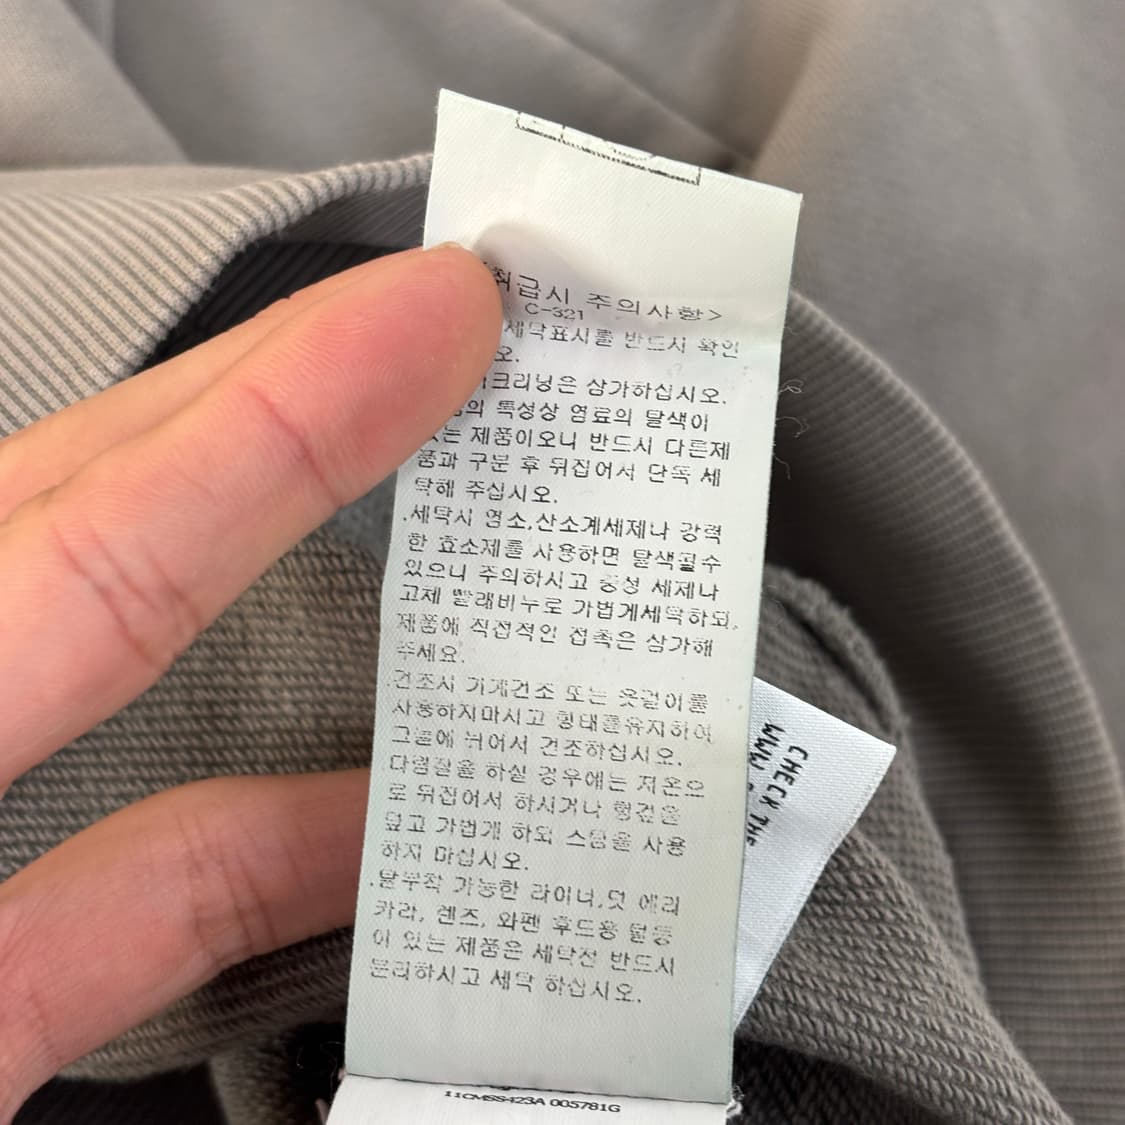 취급시 주의사항>
C-321
세탁표시를 반드시 확인
오.
크리닝은 삼가하십시오.
의 특성상 염료의 탈색이
는 제품이오니 반드시 다른제
품과 구분 후 뒤집어서 단독 세
탁해 주십시오.
.세탁시 염소,산소계세제나 강력
한 효소제를 사용하면 탈색될수
있으니 주의하시고 중성 세제나
고체 빨래비누로 가볍게세탁하되,
제품에 직접적인 접촉은 삼가해
주세요.
건조시 기계건조 또는 옷걸이를
사용하지마시고 형태를유지하여
그늘에 뉘어서 건조하십시오.
다림질을 하실 경우에는 저온으
로 뒤집어서 하시거나 헝겊을
덮고 가볍게 하되 스팀을 사용
하지 마십시오.
.탈부착 가능한 라이너,덧 에리
카라, 렌즈, 와펜 후드용 털등
이 있는 제품은 세탁전 반드시
분리하시고 세탁 하십시오.
11CMSS423A 005781G
CHECK THE
WWW